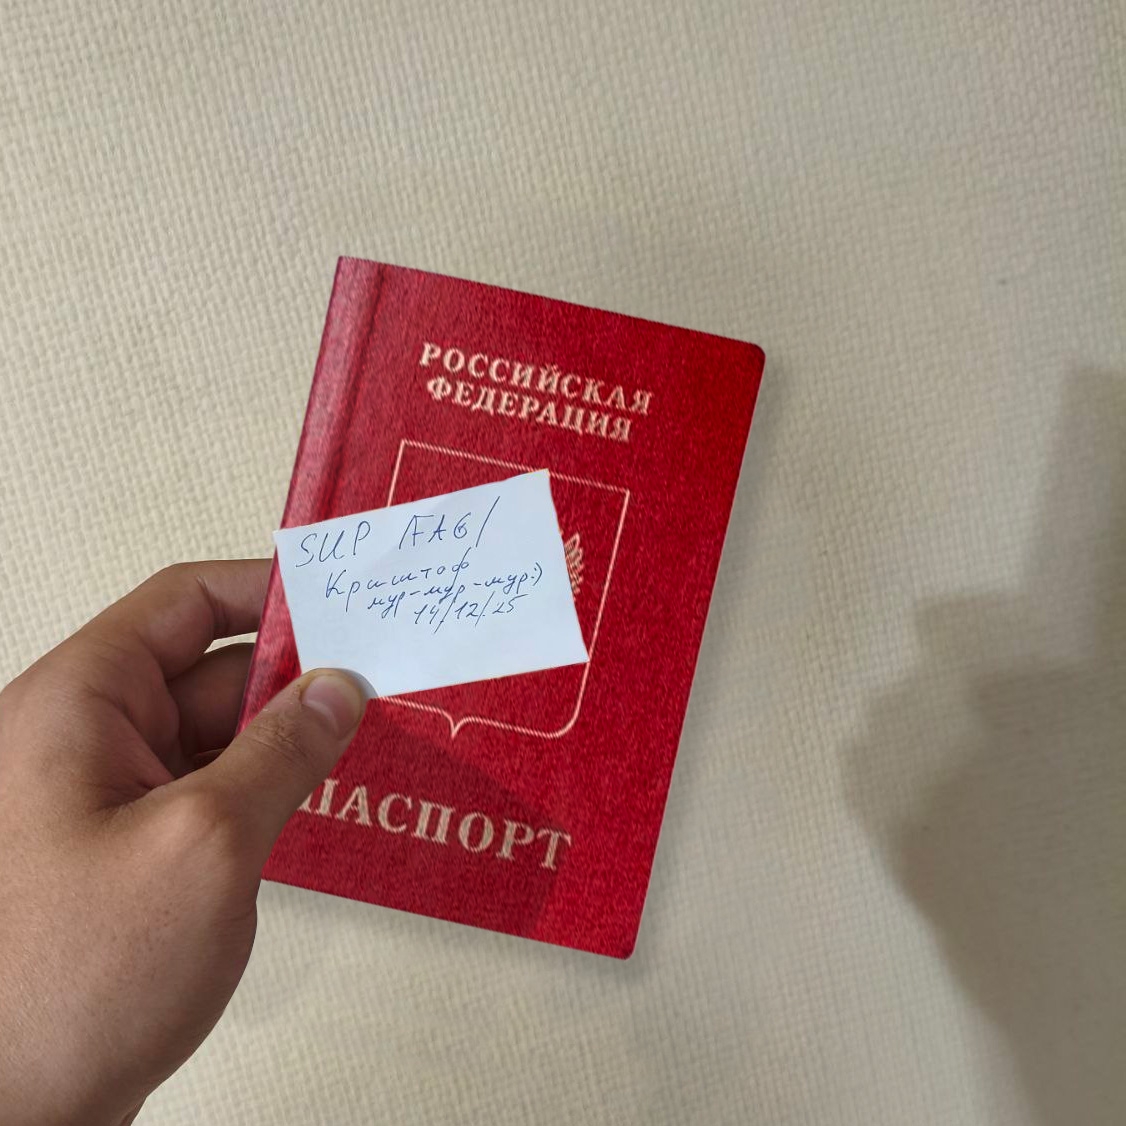 РОССИЙСКАЯ
ФЕДЕРАЦИЯ
SUP /FAG/
Криштоф
мур-мур-мур:)
14/12/25
ПАСПОРТ